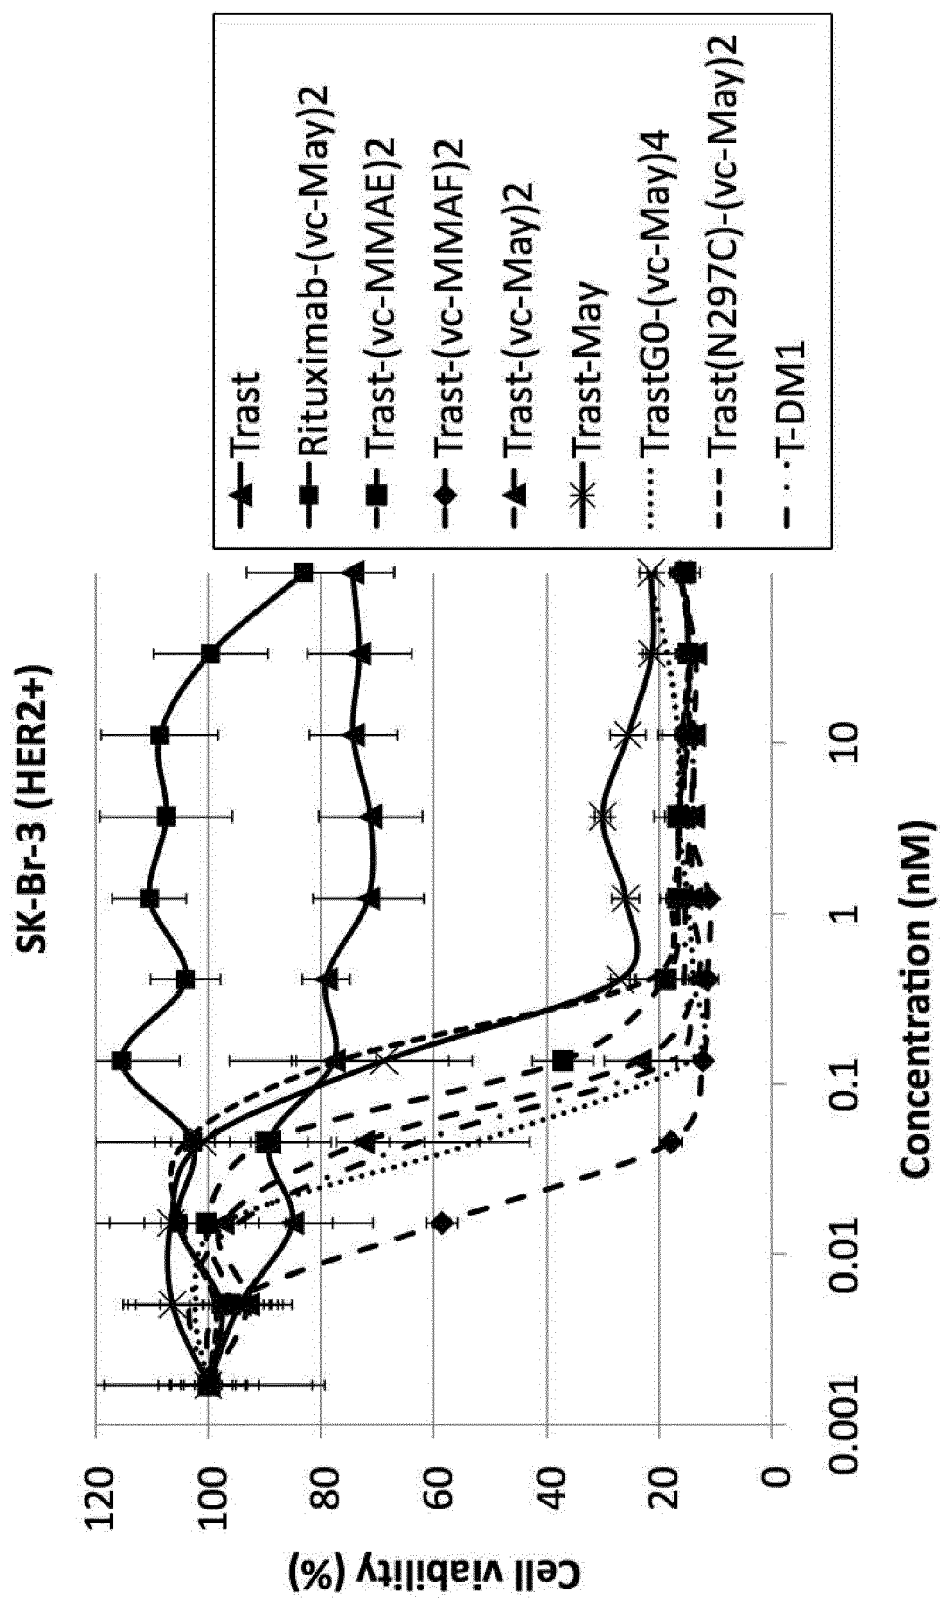 SK-Br-3 (HER2+)
Cell viability (%)
120
100
80
60
40
20
0
0.001
0.01
0.1
1
10
Concentration (nM)
Trast
Rituximab-(vc-May)2
Trast-(vc-MMAE)2
Trast-(vc-MMAF)2
Trast-(vc-May)2
Trast-May
TrastG0-(vc-May)4
Trast(N297C)-(vc-May)2
T-DM1